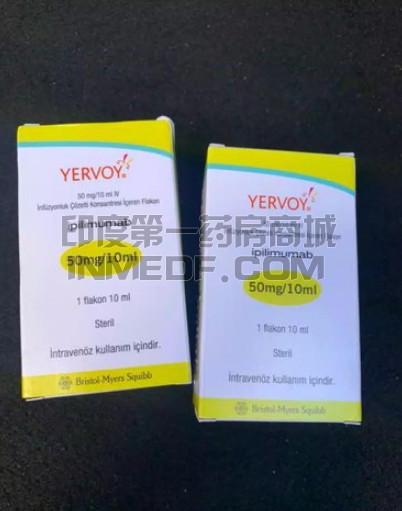 YERVOY
50 mg/10 ml IV
İnfüzyonluk Çözelti Konsantresi İçeren Flakon
ipilimumab
50mg/10ml
1 flakon 10 ml
Steril
İntravenöz kullanım içindir.
Bristol-Myers Squibb
YERVOY
ipilimumab
50mg/10ml
1 flakon 10 ml
Steril
İntravenöz kullanım içindir.
Bristol-Myers Squibb
印度第一药房商城
INMEDF.COM